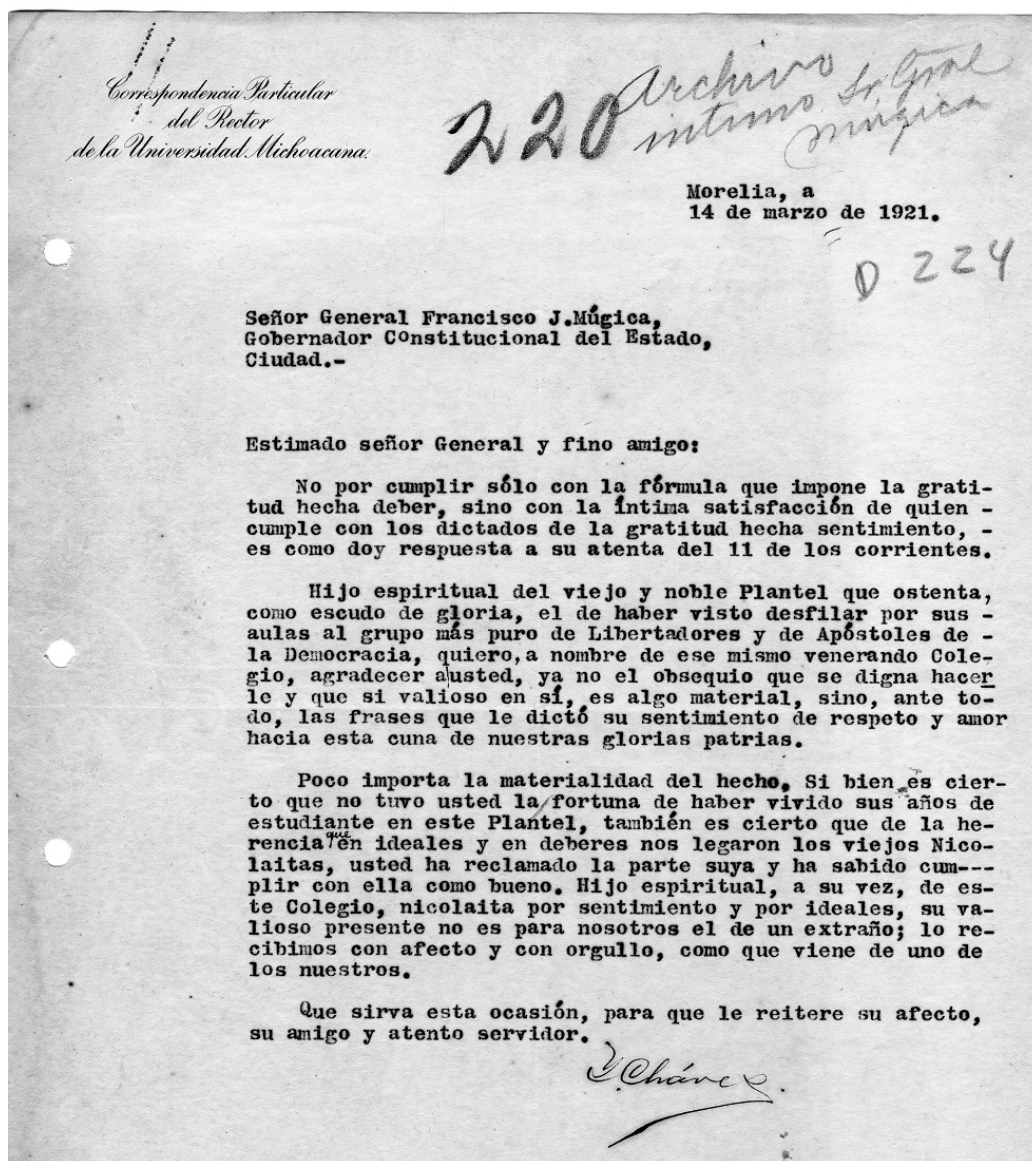 Correspondencia Particular
del Rector
de la Universidad Michoacana.
220
Archivo
intimo Sr Gral
Múgica
Morelia, a
14 de marzo de 1921.
D 224
Señor General Francisco J.Múgica,
Gobernador Constitucional del Estado,
Ciudad.-
Estimado señor General y fino amigo:
No por cumplir sólo con la fórmula que impone la grati-
tud hecha deber, sino con la íntima satisfacción de quien -
cumple con los dictados de la gratitud hecha sentimiento, -
es como doy respuesta a su atenta del 11 de los corrientes.
Hijo espiritual del viejo y noble Plantel que ostenta,
como escudo de gloria, el de haber visto desfilar por sus -
aulas al grupo más puro de Libertadores y de Apóstoles de -
la Democracia, quiero,a nombre de ese mismo venerando Cole-
gio, agradecer a usted, ya no el obsequio que se digna hacer
le y que si valioso en sí, es algo material, sino, ante to-
do, las frases que le dictó su sentimiento de respeto y amor
hacia esta cuna de nuestras glorias patrias.
Poco importa la materialidad del hecho. Si bien es cier-
to que no tuvo usted la fortuna de haber vivido sus años de
estudiante en este Plantel, también es cierto que de la he-
rencia que en ideales y en deberes nos legaron los viejos Nico-
laitas, usted ha reclamado la parte suya y ha sabido cum---
plir con ella como bueno. Hijo espiritual, a su vez, de es-
te Colegio, nicolaita por sentimiento y por ideales, su va-
lioso presente no es para nosotros el de un extraño; lo re-
cibimos con afecto y con orgullo, como que viene de uno de
los nuestros.
Que sirva esta ocasión, para que le reitere su afecto,
su amigo y atento servidor.
Chávez.